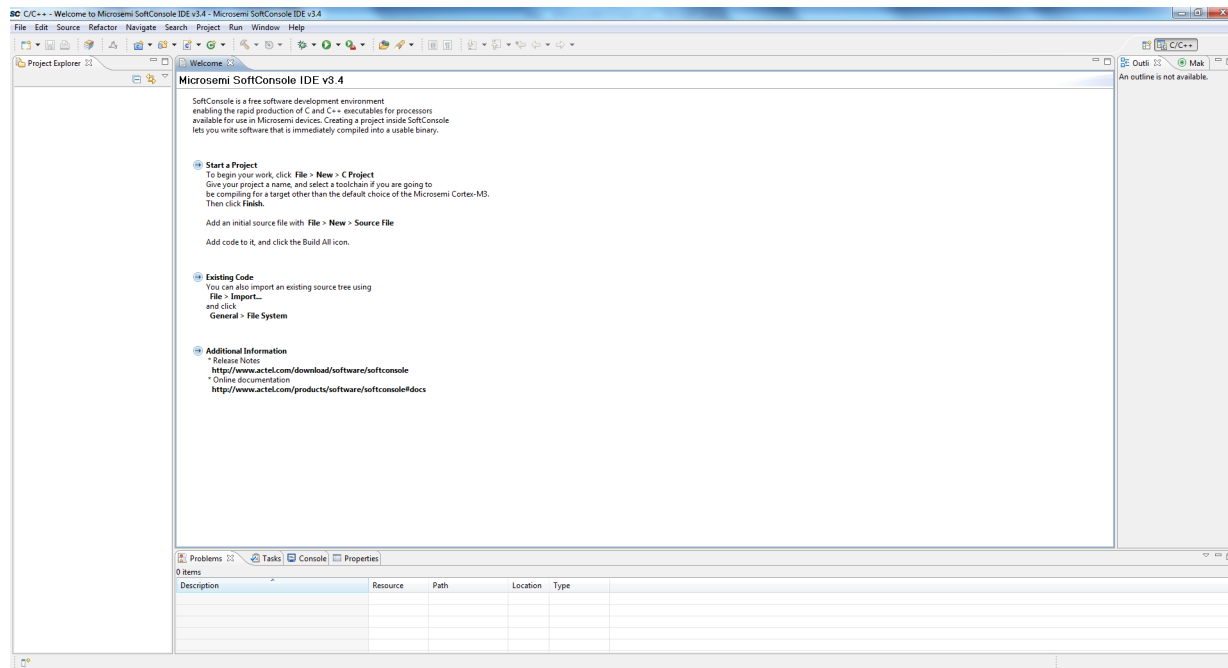 SC C/C++ - Welcome to Microsemi SoftConsole IDE v3.4 - Microsemi SoftConsole IDE v3.4
File Edit Source Refactor Navigate Search Project Run Window Help
C/C++
Project Explorer
Welcome
Outli
Mak
Microsemi SoftConsole IDE v3.4
An outline is not available.
SoftConsole is a free software development environment
enabling the rapid production of C and C++ executables for processors
available for use in Microsemi devices. Creating a project inside SoftConsole
lets you write software that is immediately compiled into a usable binary.
Start a Project
To begin your work, click File > New > C Project
Give your project a name, and select a toolchain if you are going to
be compiling for a target other than the default choice of the Microsemi Cortex-M3.
Then click Finish.
Add an initial source file with File > New > Source File
Add code to it, and click the Build All icon.
Existing Code
You can also import an existing source tree using
File > Import...
and click
General > File System
Additional Information
* Release Notes
http://www.actel.com/download/software/softconsole
* Online documentation
http://www.actel.com/products/software/softconsole#docs
Problems Tasks Console Properties
0 items
Description Resource Path Location Type